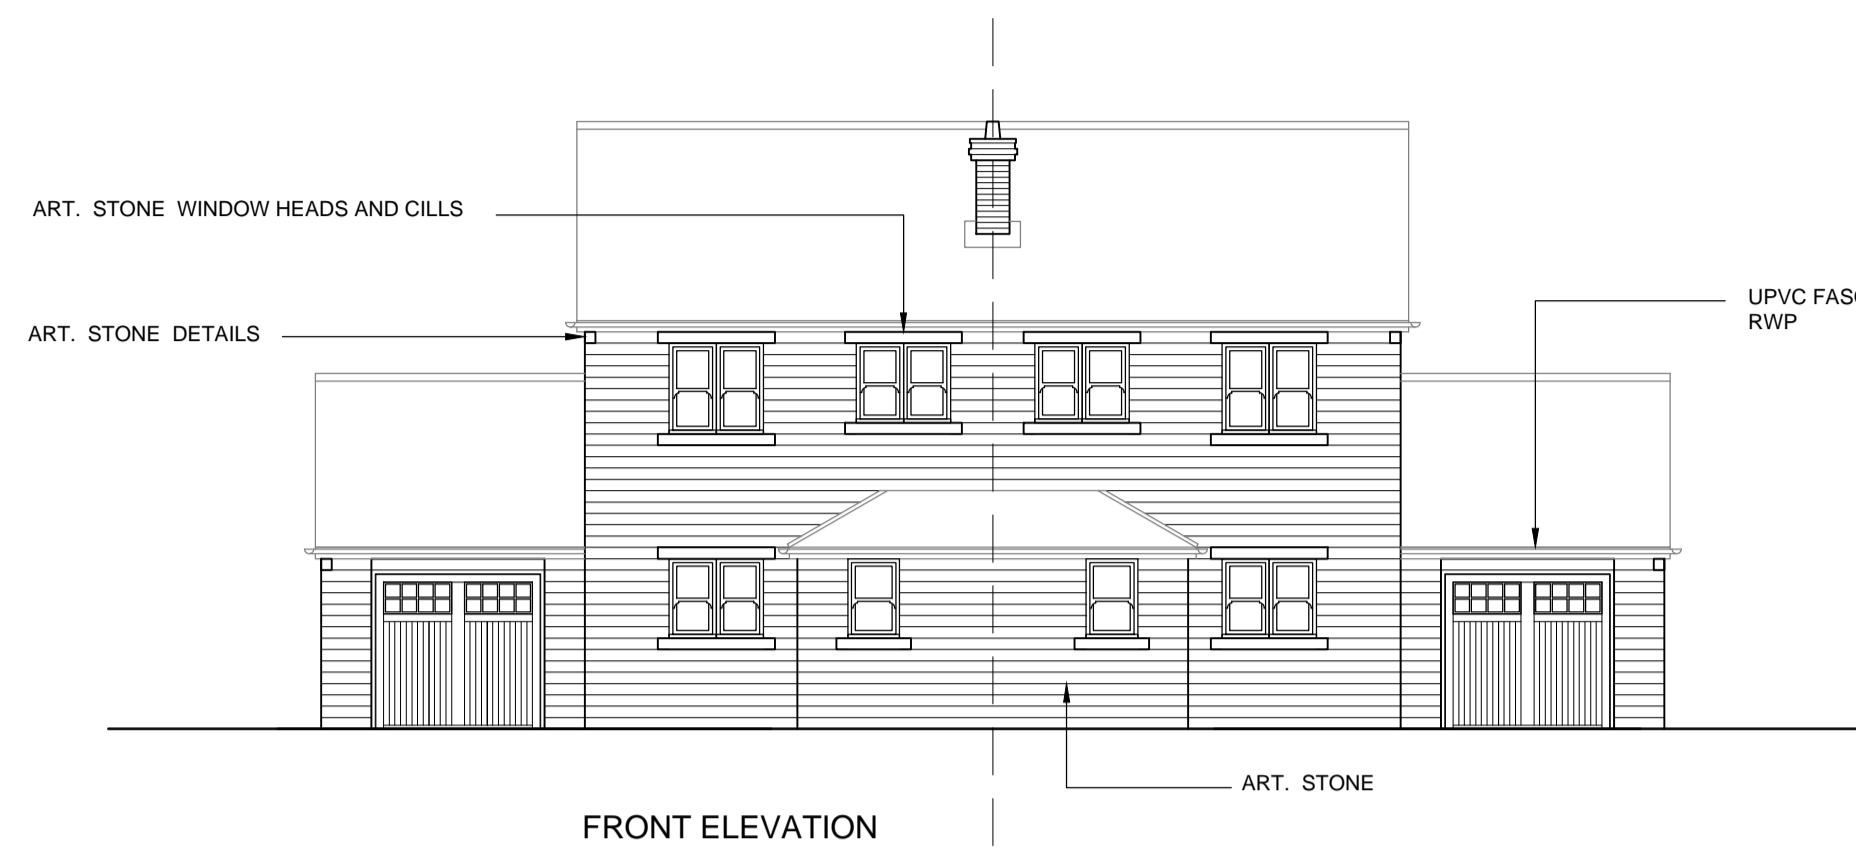 ART. STONE WINDOW HEADS AND CILLS
ART. STONE DETAILS
UPVC
RWP
ART. STONE
FRONT ELEVATION